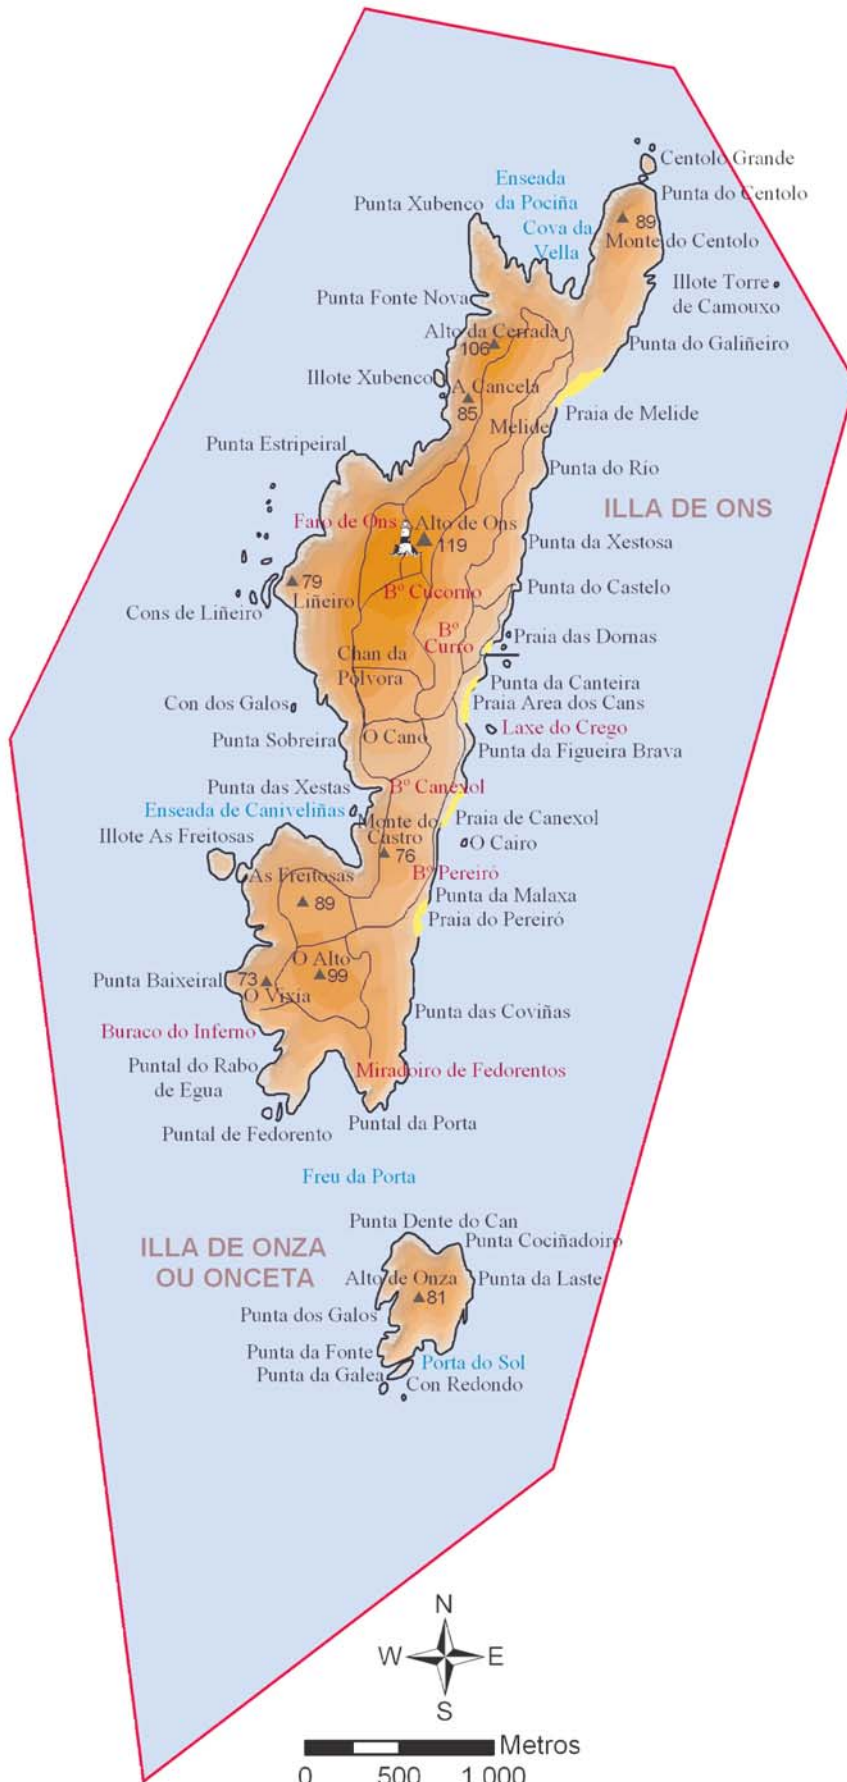 Centolo Grande
Enseada
da Pociña
Punta do Centolo
Punta Xubenco
Cova da
Vella
89
Monte do Centolo
Illote Torre
de Camouxo
Punta Fonte Nova
Alto da Cerrada
106
Punta do Galiñeiro
Illote Xubenco
A Cancela
85
Praia de Melide
Melide
Punta Estripeiral
Punta do Río
ILLA DE ONS
Faro de Ons
Alto de Ons
119
Punta da Xestosa
79
Liñeiro
Bº Cucorno
Punta do Castelo
Cons de Liñeiro
Bº
Curro
Praia das Dornas
Chan da
Pólvora
Punta da Canteira
Praia Area dos Cans
Con dos Galos
Laxe do Crego
Punta Sobreira
O Cano
Punta da Figueira Brava
Punta das Xestas
Bº Canexol
Enseada de Caniveliñas
Monte do
Castro
76
Praia de Canexol
Illote As Freitosas
O Cairo
As Freitosas
89
Bº Pereiró
Punta da Malaxa
Praia do Pereiró
O Alto
99
Punta Baixeiral
73
O Vixia
Punta das Coviñas
Buraco do Inferno
Puntal do Rabo
de Egua
Miradoiro de Fedorentos
Puntal de Fedorento
Puntal da Porta
Freu da Porta
Punta Dente do Can
Punta Cociñadoiro
ILLA DE ONZA
OU ONCETA
Alto de Onza
81
Punta da Laste
Punta dos Galos
Punta da Fonte
Porta do Sol
Punta da Galea
Con Redondo
N
W E
S
Metros
0 500 1.000